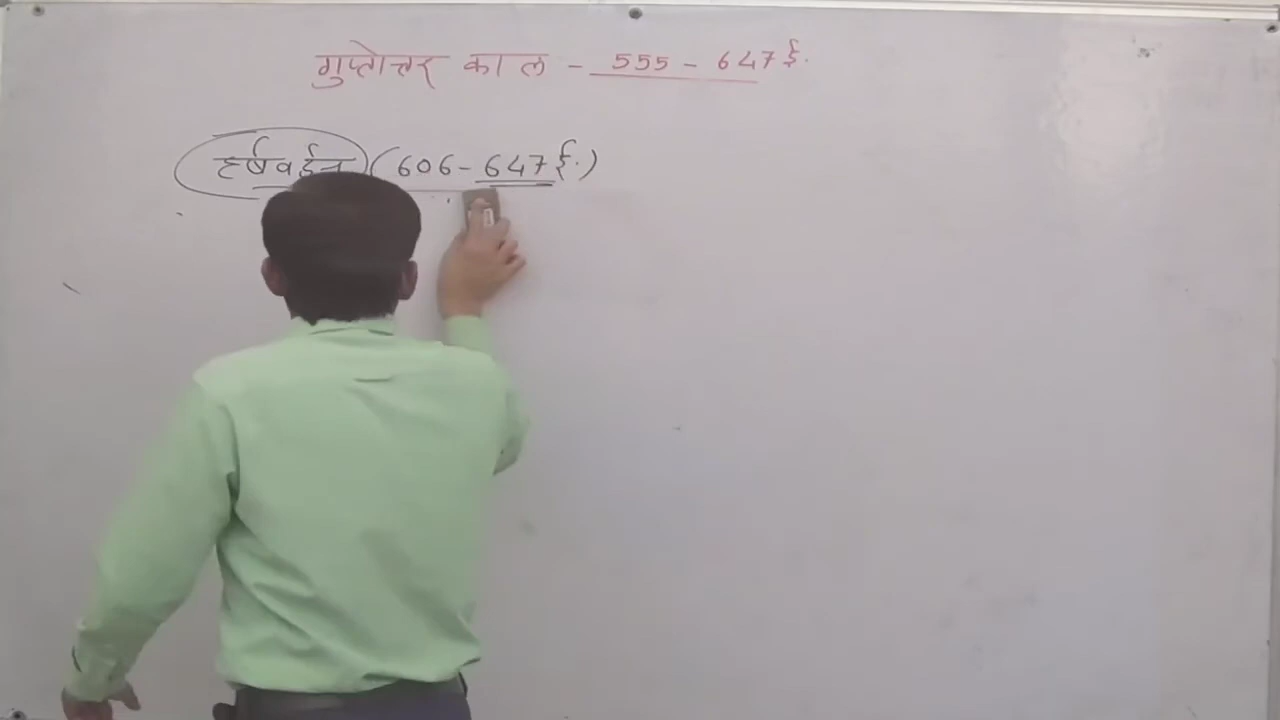 गुप्तोत्तर काल - 555 - 647 ई.
हर्षवर्द्धन (606 - 647 ई.)